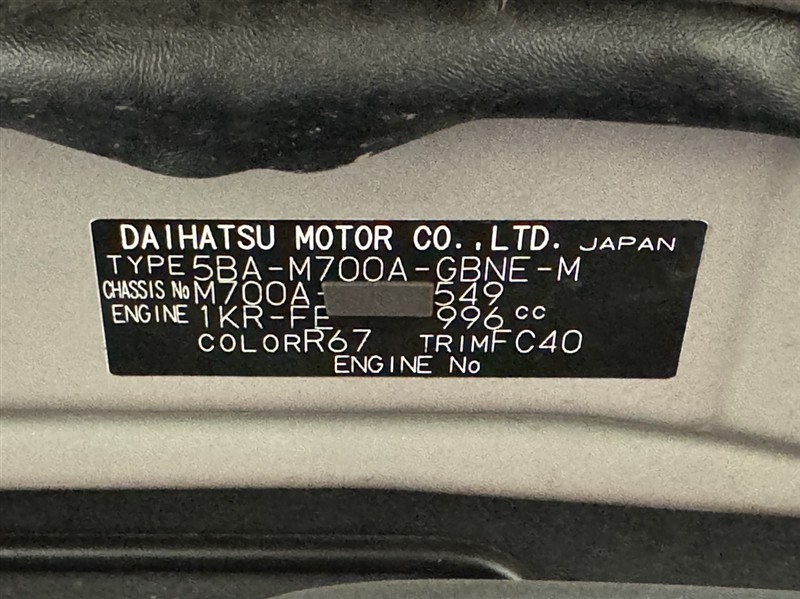 DAIHATSU MOTOR CO.,LTD. JAPAN
TYPE 5BA-M700A-GBNE-M
CHASSIS No M700A- 549
ENGINE 1KR-FE 996 cc
COLOR R67 TRIM FC40
ENGINE No